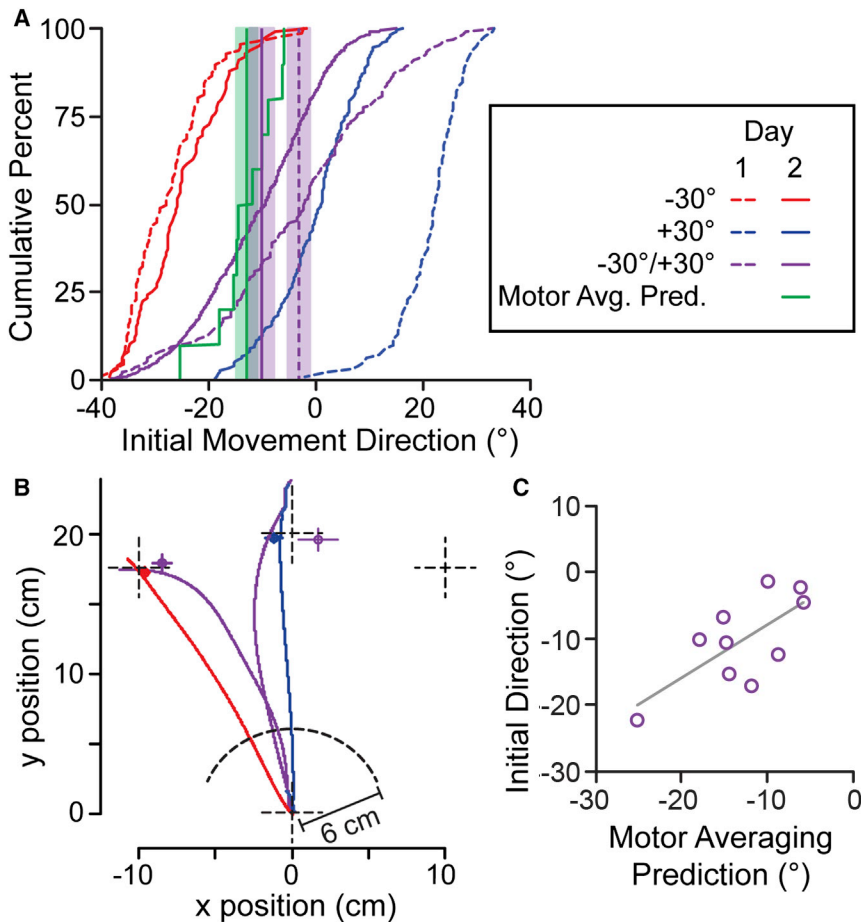 A
Cumulative Percent
100
75
50
25
0
-40
-20
0
20
40
Initial Movement Direction (°)
Day
1 2
-30°
+30°
-30°/+30°
Motor Avg. Pred.
B
y position (cm)
20
10
0
6 cm
-10
0
10
x position (cm)
C
Initial Direction (°)
10
0
-10
-20
-30
-30
-20
-10
0
Motor Averaging
Prediction (°)